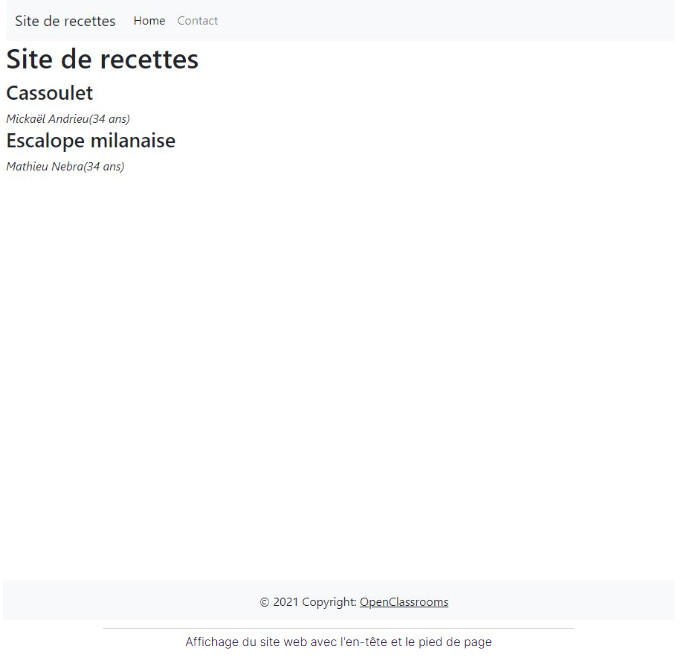 Site de recettes Home Contact
Site de recettes
Cassoulet
Mickaël Andrieu(34 ans)
Escalope milanaise
Mathieu Nebra(34 ans)
© 2021 Copyright: OpenClassrooms
Affichage du site web avec l'en-tête et le pied de page